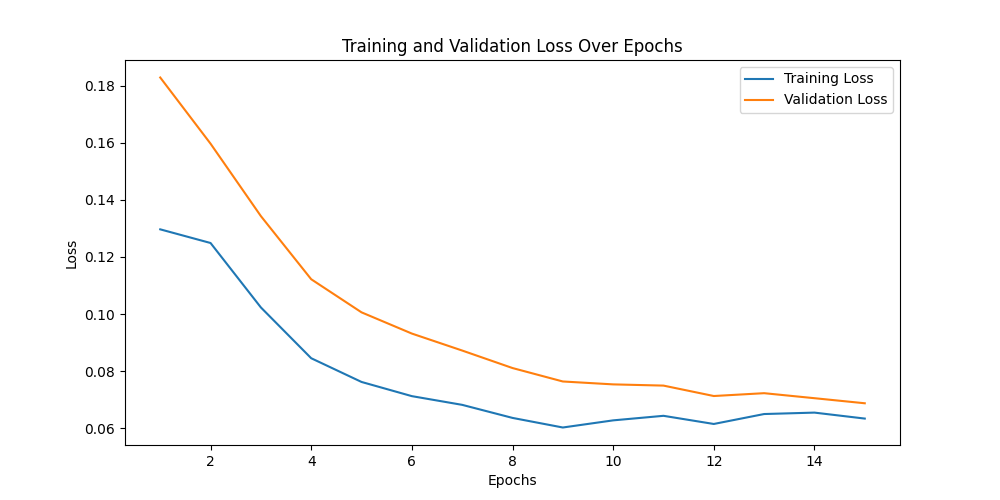 Training and Validation Loss Over Epochs
Training Loss
Validation Loss
0.18
0.16
0.14
0.12
0.10
0.08
0.06
Loss
2 4 6 8 10 12 14
Epochs